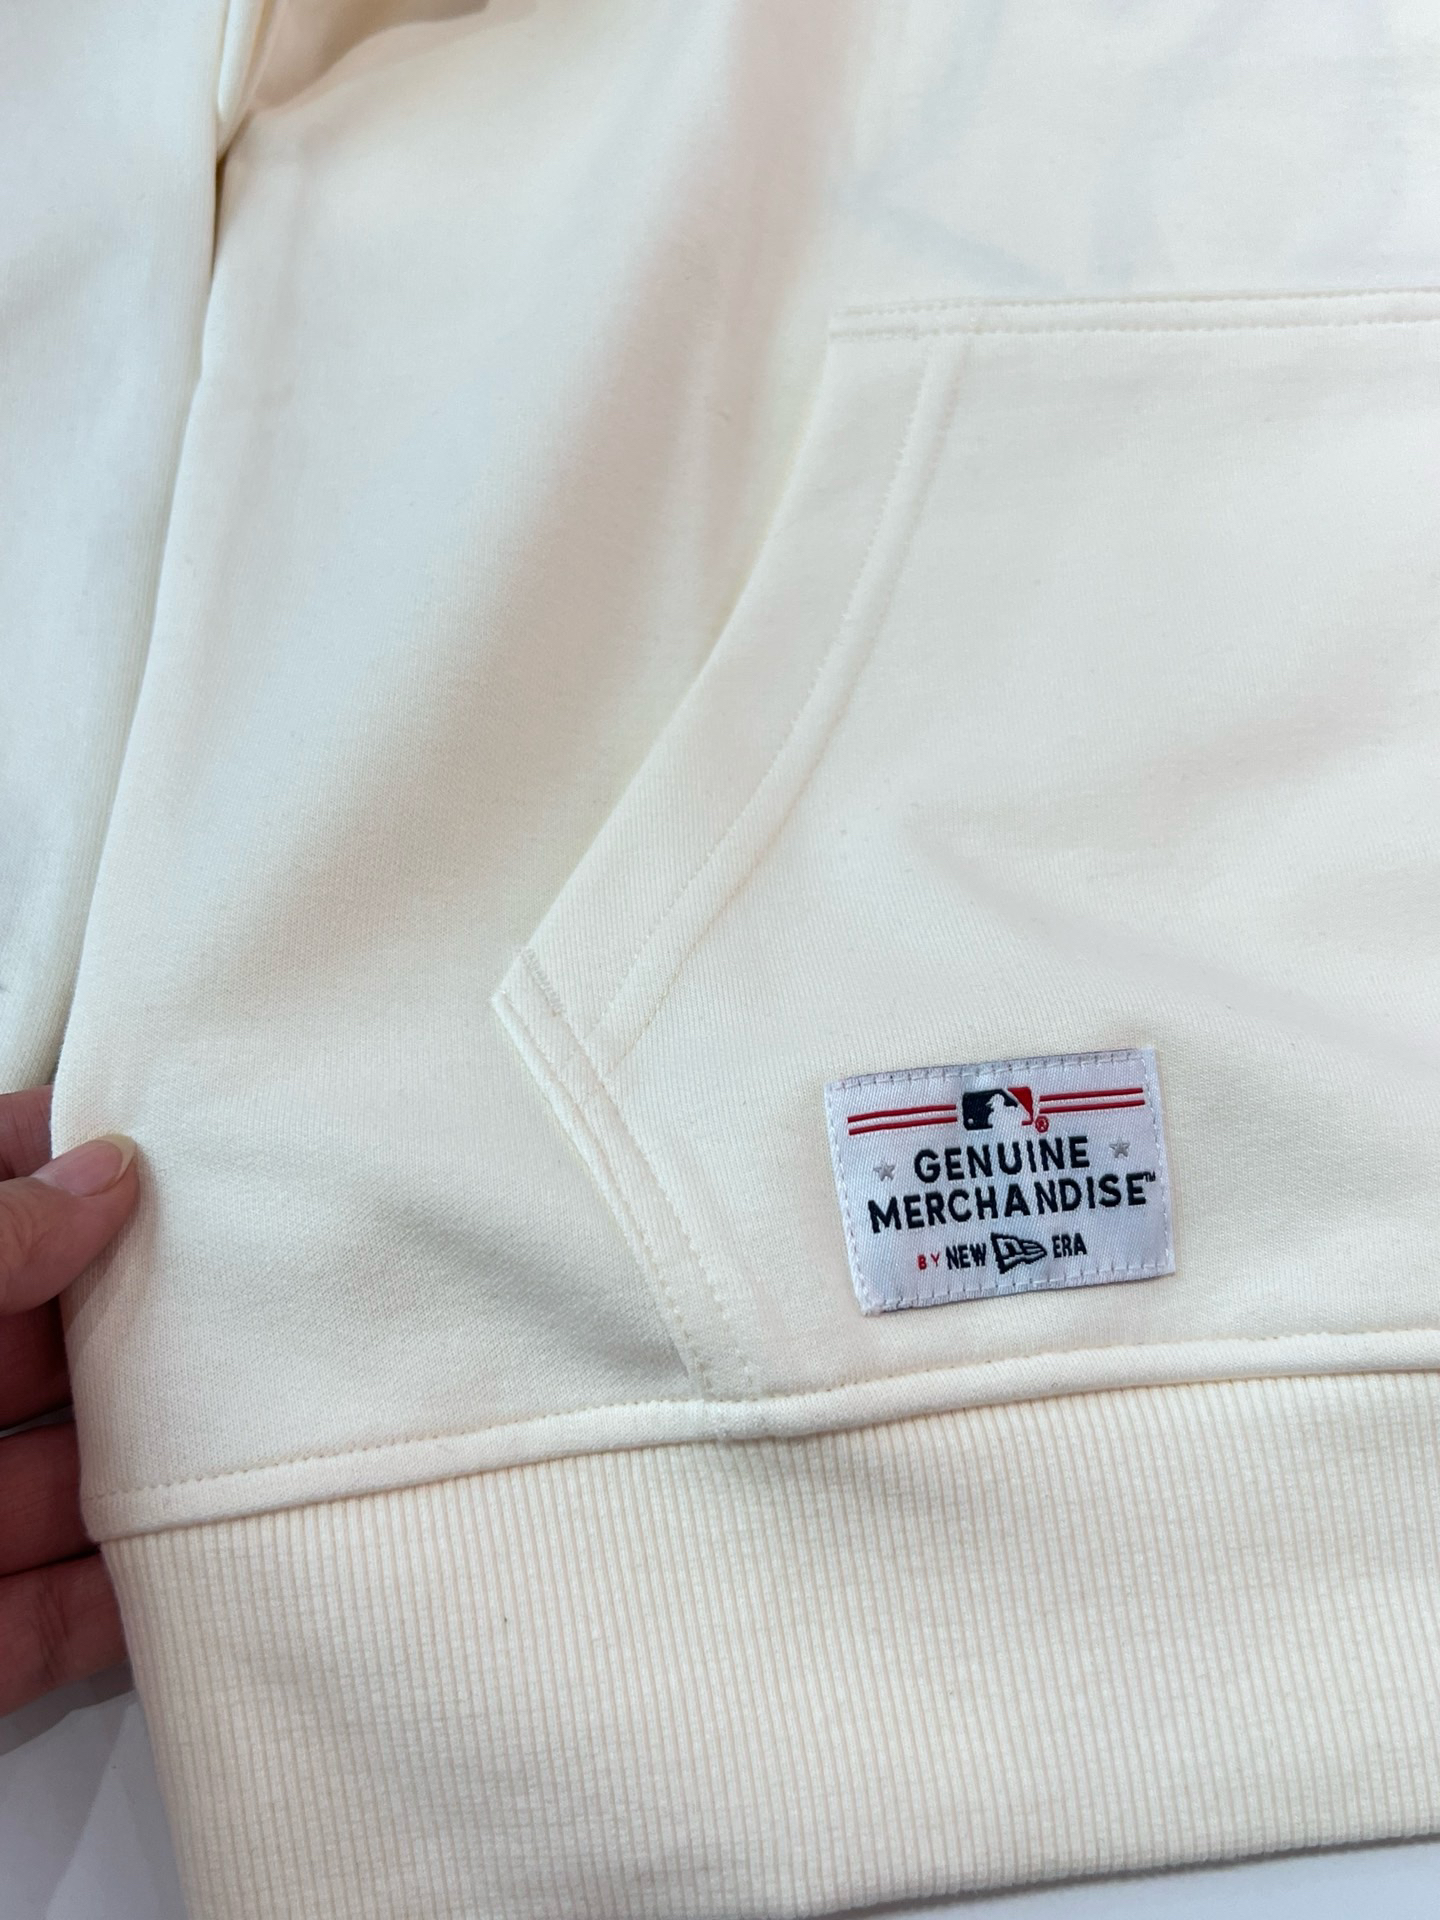 ®
GENUINE
MERCHANDISE™
BY NEW ERA